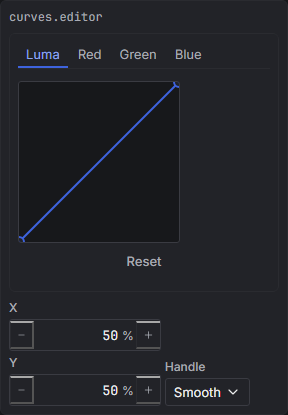 curves.editor
Luma Red Green Blue
Reset
X
− 50 % +
Y Handle
− 50 % + Smooth